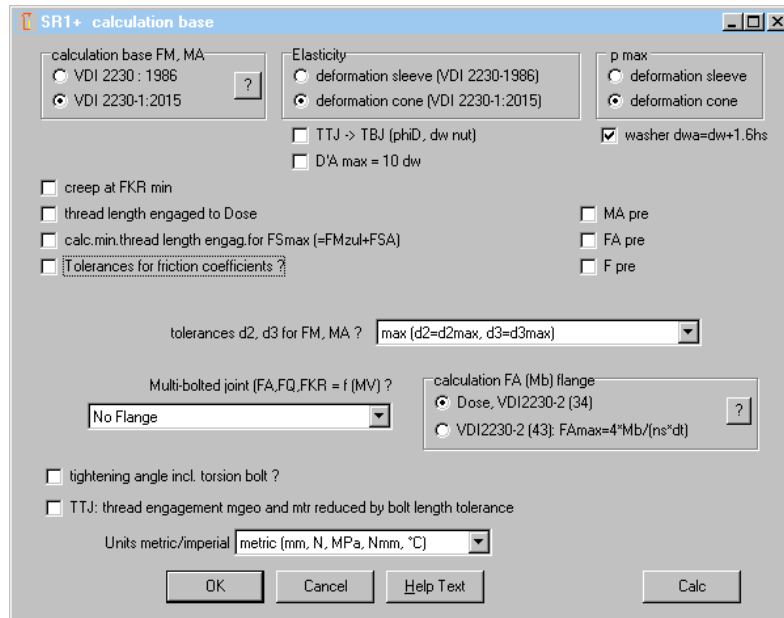 SR1+ calculation base
calculation base FM, MA
VDI 2230 : 1986
VDI 2230-1:2015
?
Elasticity
deformation sleeve (VDI 2230-1986)
deformation cone (VDI 2230-1:2015)
p max
deformation sleeve
deformation cone
TTJ -> TBJ (phiD, dw nut)
washer dwa=dw+1.6hs
D'A max = 10 dw
creep at FKR min
thread length engaged to Dose
MA pre
calc.min.thread length engag.for FSmax (=FMzul+FSA)
FA pre
Tolerances for friction coefficients ?
F pre
tolerances d2, d3 for FM, MA ?
max (d2=d2max, d3=d3max)
Multi-bolted joint (FA,FQ,FKR = f (MV) ?
No Flange
calculation FA (Mb) flange
Dose, VDI2230-2 (34)
VDI2230-2 (43): FAmax=4*Mb/(ns*dt)
?
tightening angle incl. torsion bolt ?
TTJ: thread engagement mgeo and mtr reduced by bolt length tolerance
Units metric/imperial
metric (mm, N, MPa, Nmm, °C)
OK
Cancel
Help Text
Calc